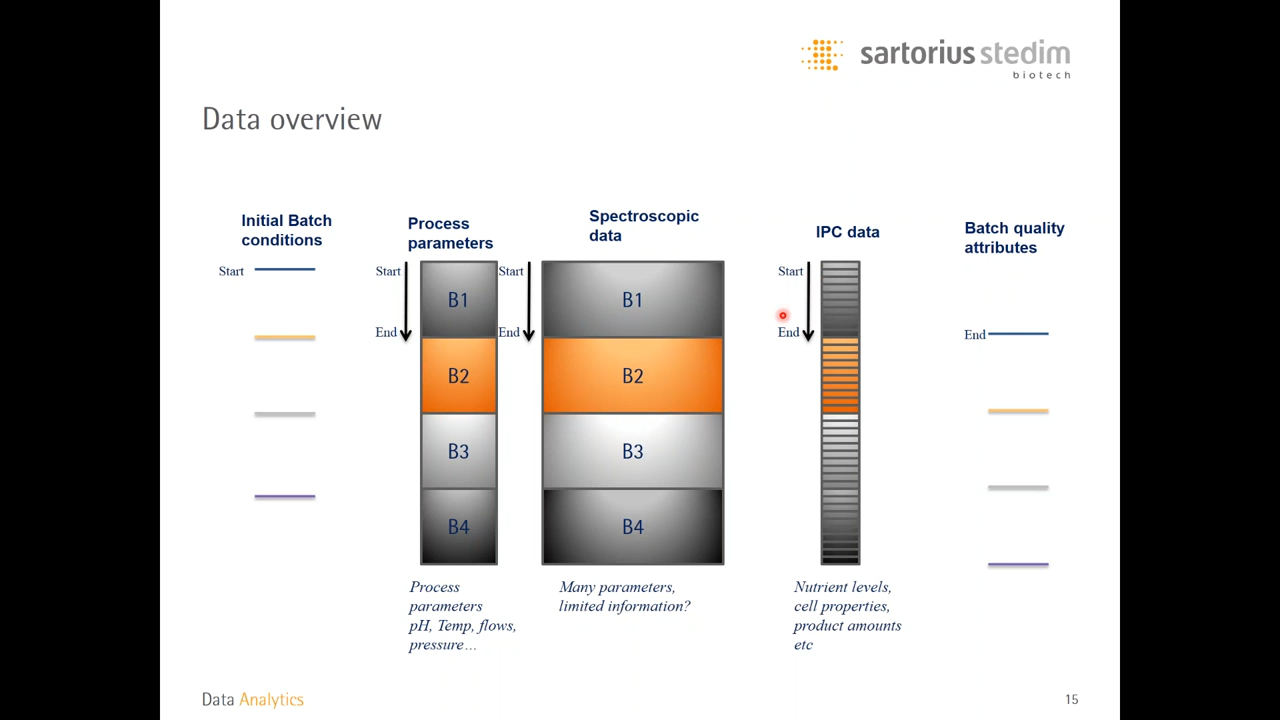 sartorius stedim
biotech
Data overview
Initial Batch
conditions
Start
Process
parameters
Start
End
B1
B2
B3
B4
Process
parameters
pH, Temp, flows,
pressure…
Spectroscopic
data
Start
End
B1
B2
B3
B4
Many parameters,
limited information?
IPC data
Start
End
Nutrient levels,
cell properties,
product amounts
etc
Batch quality
attributes
End
Data Analytics
15